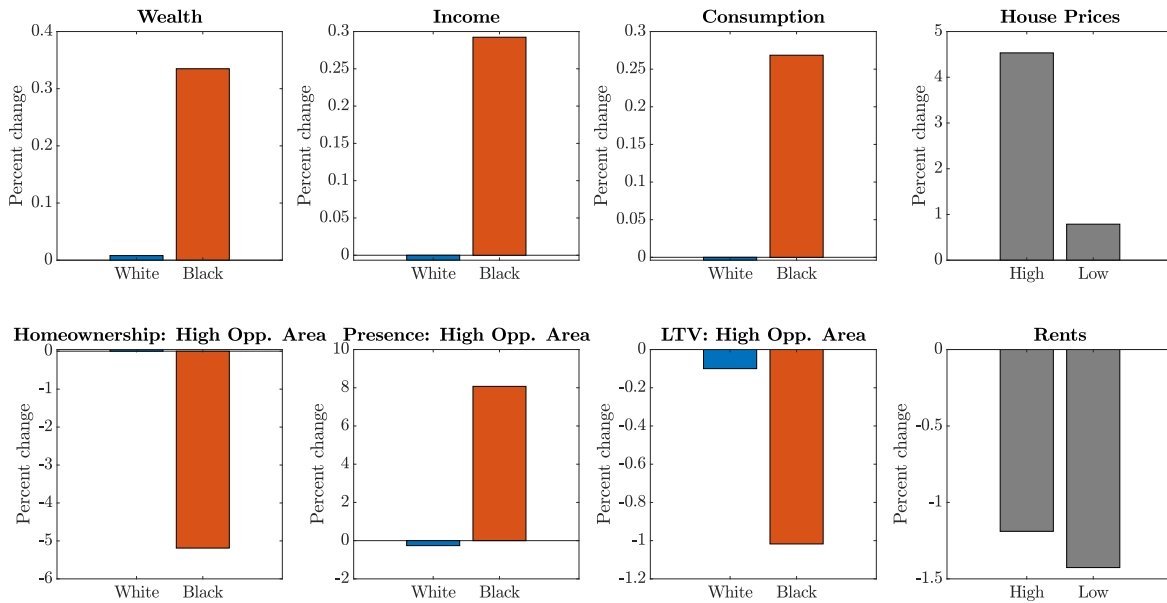 Wealth
Percent change
0.4
0.3
0.2
0.1
0
White Black
Income
Percent change
0.3
0.25
0.2
0.15
0.1
0.05
0
White Black
Consumption
Percent change
0.3
0.25
0.2
0.15
0.1
0.05
0
White Black
House Prices
Percent change
5
4
3
2
1
0
High Low
Homeownership: High Opp. Area
Percent change
0
-1
-2
-3
-4
-5
-6
White Black
Presence: High Opp. Area
Percent change
10
8
6
4
2
0
-2
White Black
LTV: High Opp. Area
Percent change
0
-0.2
-0.4
-0.6
-0.8
-1
-1.2
White Black
Rents
Percent change
0
-0.5
-1
-1.5
High Low